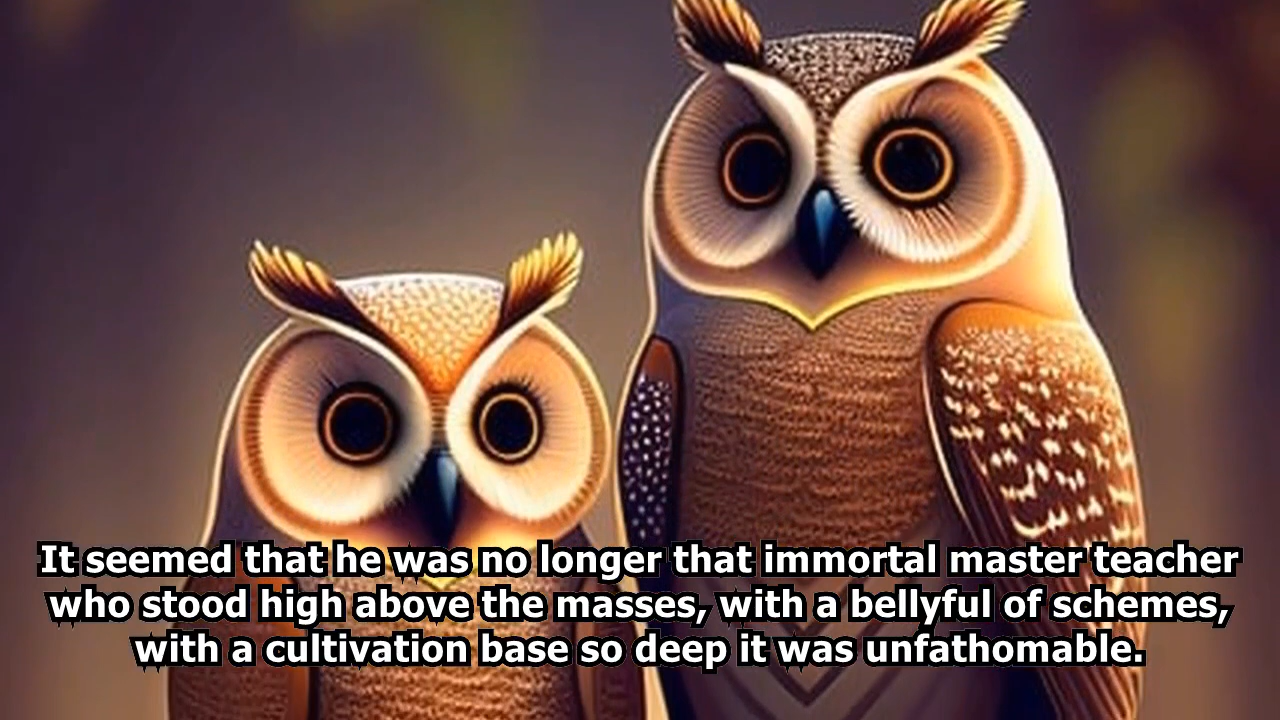 It seemed that he was no longer that immortal master teacher
who stood high above the masses, with a bellyful of schemes,
with a cultivation base so deep it was unfathomable.